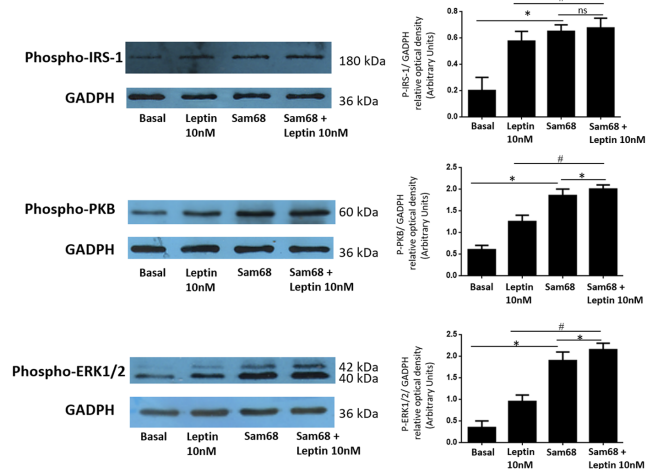 Phospho-IRS-1
180 kDa
GADPH
36 kDa
Basal Leptin 10nM Sam68 Sam68 + Leptin 10nM
P-IRS-1/ GADPH
relative optical density
(Arbitrary Units)
0.8
0.6
0.4
0.2
0.0
*
ns
Basal Leptin 10nM Sam68 Sam68 + Leptin 10nM
Phospho-PKB
60 kDa
GADPH
36 kDa
Basal Leptin 10nM Sam68 Sam68 + Leptin 10nM
P-PKB/ GADPH
relative optical density
(Arbitrary Units)
2.5
2.0
1.5
1.0
0.5
0.0
#
* *
Basal Leptin 10nM Sam68 Sam68 + Leptin 10nM
Phospho-ERK1/2
42 kDa
40 kDa
GADPH
36 kDa
Basal Leptin 10nM Sam68 Sam68 + Leptin 10nM
P-ERK1/2/ GADPH
relative optical density
(Arbitrary Units)
2.5
2.0
1.5
1.0
0.5
0.0
#
* *
Basal Leptin 10nM Sam68 Sam68 + Leptin 10nM